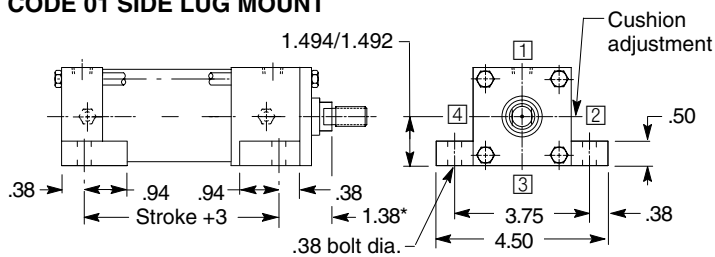 CODE 01 SIDE LUG MOUNT
Cushion
adjustment
1.494/1.492
1
4
2
.50
3
.38
.94
.94
.38
Stroke +3
1.38*
3.75
.38
.38 bolt dia.
4.50